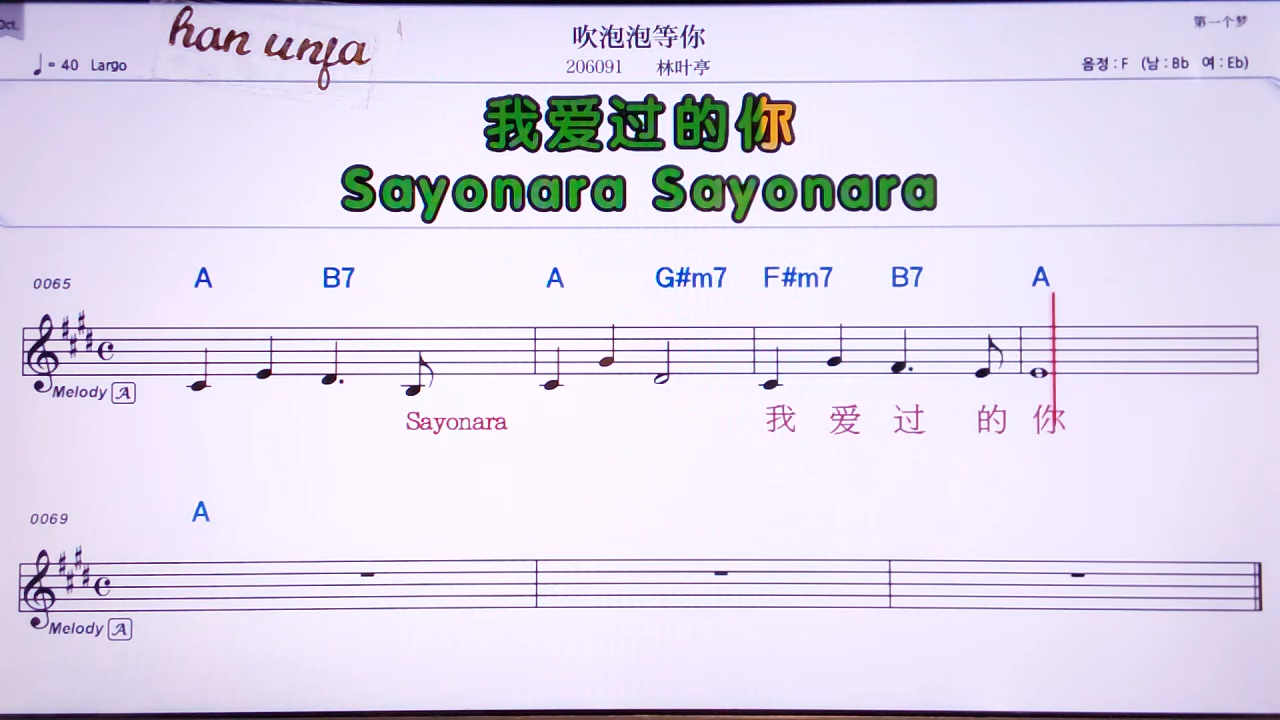 Oct.
han unfa
吹泡泡等你
第一个梦
♩= 40 Largo
206091 林叶亭
음정 : F (남 : Bb 여 : Eb)
我爱过的你
Sayonara Sayonara
0065 A B7 A G#m7 F#m7 B7 A
Melody A
Sayonara 我 爱 过 的 你
0069 A
Melody A